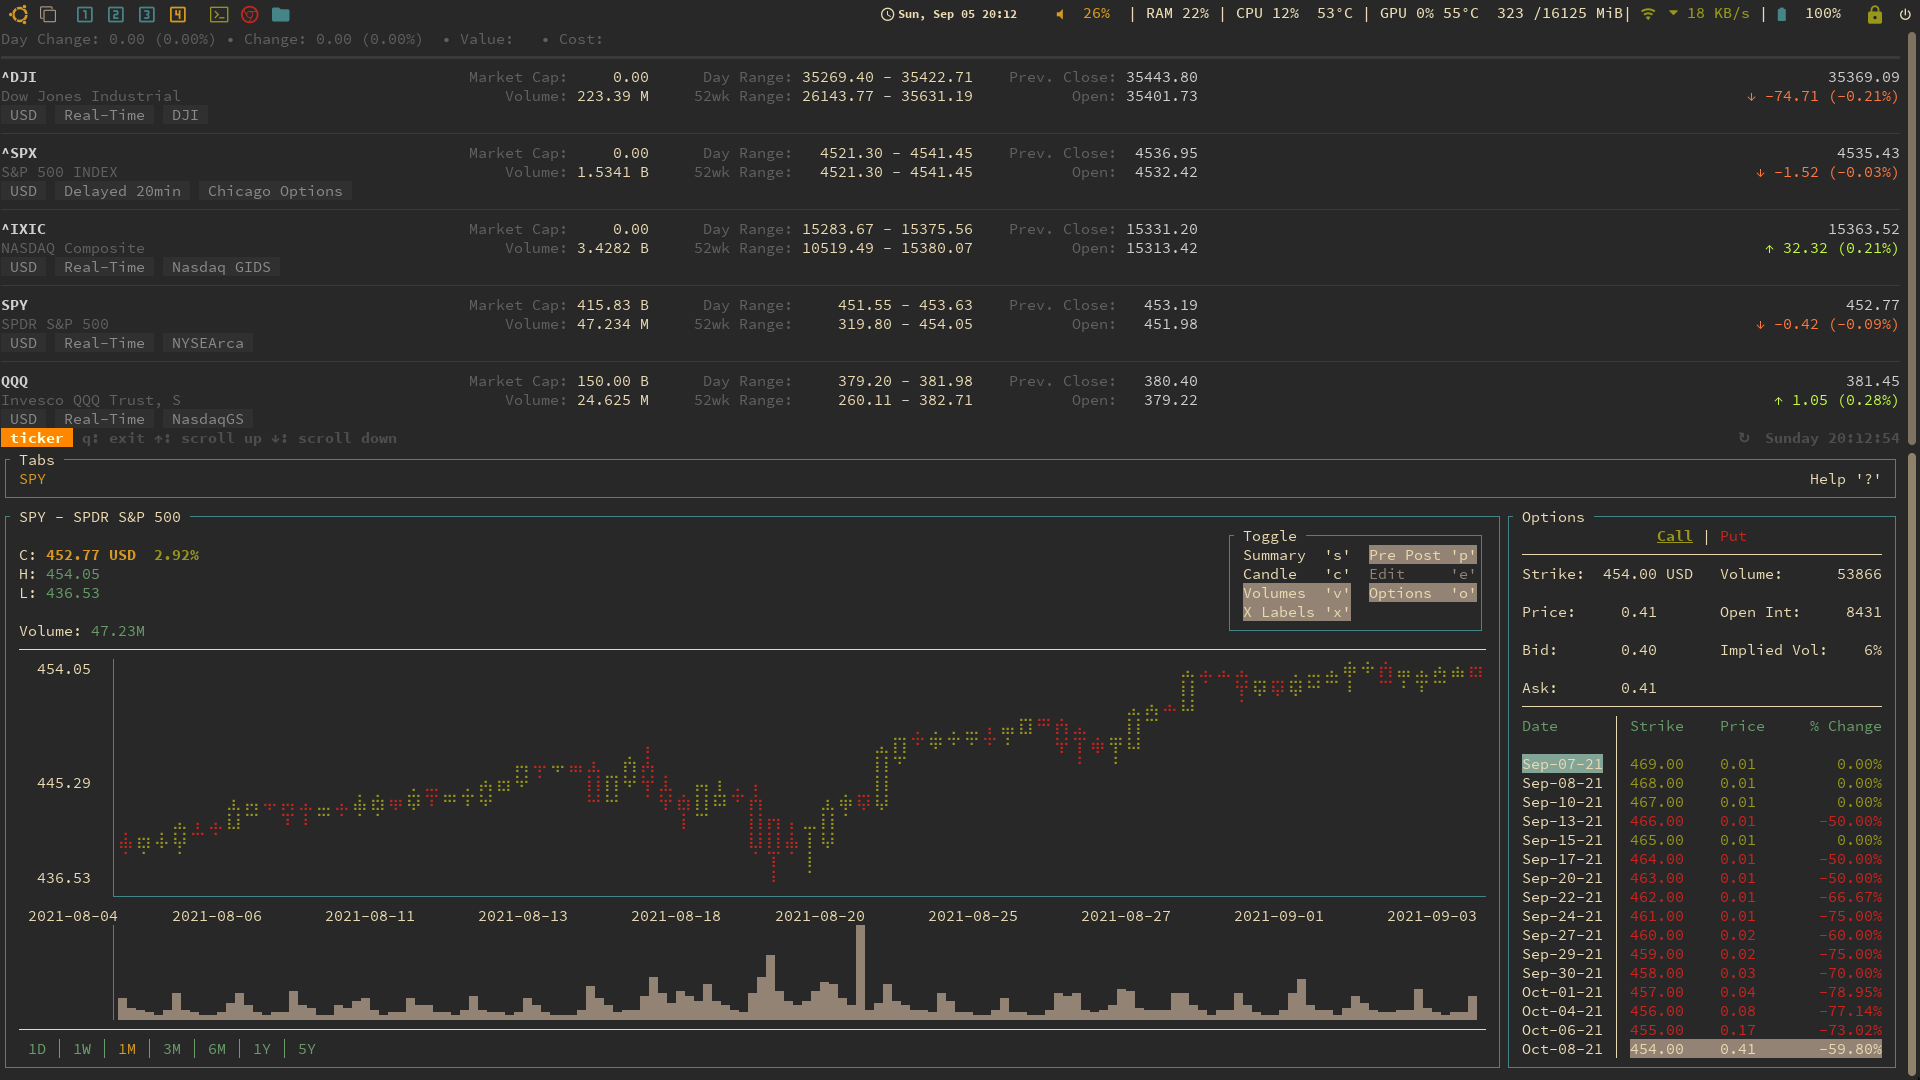 1 2 3 4 Sun, Sep 05 20:12 26% | RAM 22% | CPU 12% 53°C | GPU 0% 55°C 323 /16125 MiB| 18 KB/s | 100%
Day Change: 0.00 (0.00%) • Change: 0.00 (0.00%) • Value: • Cost:
^DJI Market Cap: 0.00 Day Range: 35269.40 - 35422.71 Prev. Close: 35443.80 35369.09
Dow Jones Industrial Volume: 223.39 M 52wk Range: 26143.77 - 35631.19 Open: 35401.73 ↓ -74.71 (-0.21%)
USD Real-Time DJI
^SPX Market Cap: 0.00 Day Range: 4521.30 - 4541.45 Prev. Close: 4536.95 4535.43
S&P 500 INDEX Volume: 1.5341 B 52wk Range: 4521.30 - 4541.45 Open: 4532.42 ↓ -1.52 (-0.03%)
USD Delayed 20min Chicago Options
^IXIC Market Cap: 0.00 Day Range: 15283.67 - 15375.56 Prev. Close: 15331.20 15363.52
NASDAQ Composite Volume: 3.4282 B 52wk Range: 10519.49 - 15380.07 Open: 15313.42 ↑ 32.32 (0.21%)
USD Real-Time Nasdaq GIDS
SPY Market Cap: 415.83 B Day Range: 451.55 - 453.63 Prev. Close: 453.19 452.77
SPDR S&P 500 Volume: 47.234 M 52wk Range: 319.80 - 454.05 Open: 451.98 ↓ -0.42 (-0.09%)
USD Real-Time NYSEArca
QQQ Market Cap: 150.00 B Day Range: 379.20 - 381.98 Prev. Close: 380.40 381.45
Invesco QQQ Trust, S Volume: 24.625 M 52wk Range: 260.11 - 382.71 Open: 379.22 ↑ 1.05 (0.28%)
USD Real-Time NasdaqGS
ticker q: exit ↑: scroll up ↓: scroll down ↻ Sunday 20:12:54
Tabs
SPY Help '?'
SPY - SPDR S&P 500
C: 452.77 USD 2.92%
H: 454.05
L: 436.53
Volume: 47.23M
Toggle
Summary 's' Pre Post 'p'
Candle 'c' Edit 'e'
Volumes 'v' Options 'o'
X Labels 'x'
454.05
445.29
436.53
2021-08-04 2021-08-06 2021-08-11 2021-08-13 2021-08-18 2021-08-20 2021-08-25 2021-08-27 2021-09-01 2021-09-03
1D | 1W | 1M | 3M | 6M | 1Y | 5Y
Options
Call | Put
Strike: 454.00 USD Volume: 53866
Price: 0.41 Open Int: 8431
Bid: 0.40 Implied Vol: 6%
Ask: 0.41
Date Strike Price % Change
Sep-07-21 469.00 0.01 0.00%
Sep-08-21 468.00 0.01 0.00%
Sep-10-21 467.00 0.01 0.00%
Sep-13-21 466.00 0.01 -50.00%
Sep-15-21 465.00 0.01 0.00%
Sep-17-21 464.00 0.01 -50.00%
Sep-20-21 463.00 0.01 -50.00%
Sep-22-21 462.00 0.01 -66.67%
Sep-24-21 461.00 0.01 -75.00%
Sep-27-21 460.00 0.02 -60.00%
Sep-29-21 459.00 0.02 -75.00%
Sep-30-21 458.00 0.03 -70.00%
Oct-01-21 457.00 0.04 -78.95%
Oct-04-21 456.00 0.08 -77.14%
Oct-06-21 455.00 0.17 -73.02%
Oct-08-21 454.00 0.41 -59.80%